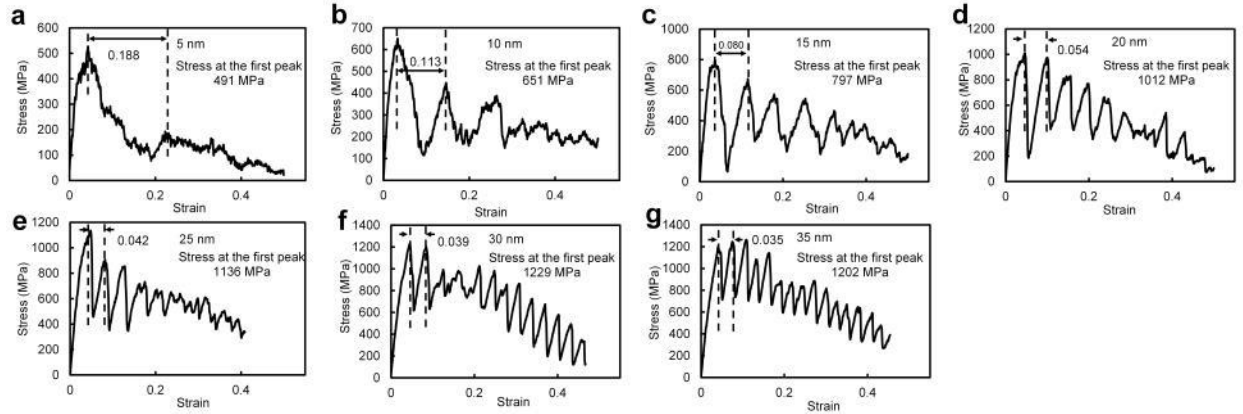 a
600
500
400
300
200
100
0
Stress (MPa)
0.188
5 nm
Stress at the first peak
491 MPa
0
0.2
0.4
Strain
b
700
600
500
400
300
200
100
0
Stress (MPa)
0.113
10 nm
Stress at the first peak
651 MPa
0
0.2
0.4
Strain
c
1000
800
600
400
200
0
Stress (MPa)
0.080
15 nm
Stress at the first peak
797 MPa
0
0.2
0.4
Strain
d
1200
1000
800
600
400
200
0
Stress (MPa)
0.054
20 nm
Stress at the first peak
1012 MPa
0
0.2
0.4
Strain
e
1200
1000
800
600
400
200
0
Stress (MPa)
0.042
25 nm
Stress at the first peak
1136 MPa
0
0.2
0.4
Strain
f
1400
1200
1000
800
600
400
200
0
Stress (MPa)
0.039
30 nm
Stress at the first peak
1229 MPa
0
0.2
0.4
Strain
g
1400
1200
1000
800
600
400
200
0
Stress (MPa)
0.035
35 nm
Stress at the first peak
1202 MPa
0
0.2
0.4
Strain